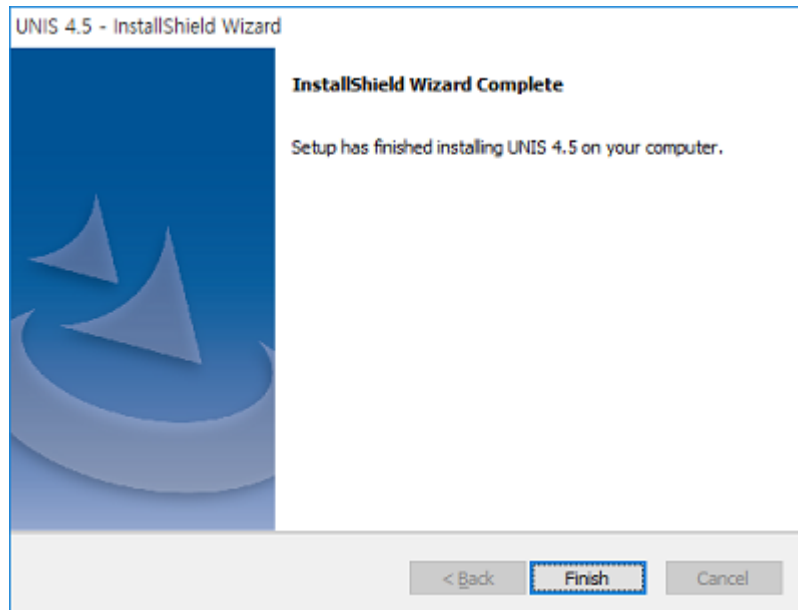 UNIS 4.5 - InstallShield Wizard
InstallShield Wizard Complete
Setup has finished installing UNIS 4.5 on your computer.
< Back
Finish
Cancel